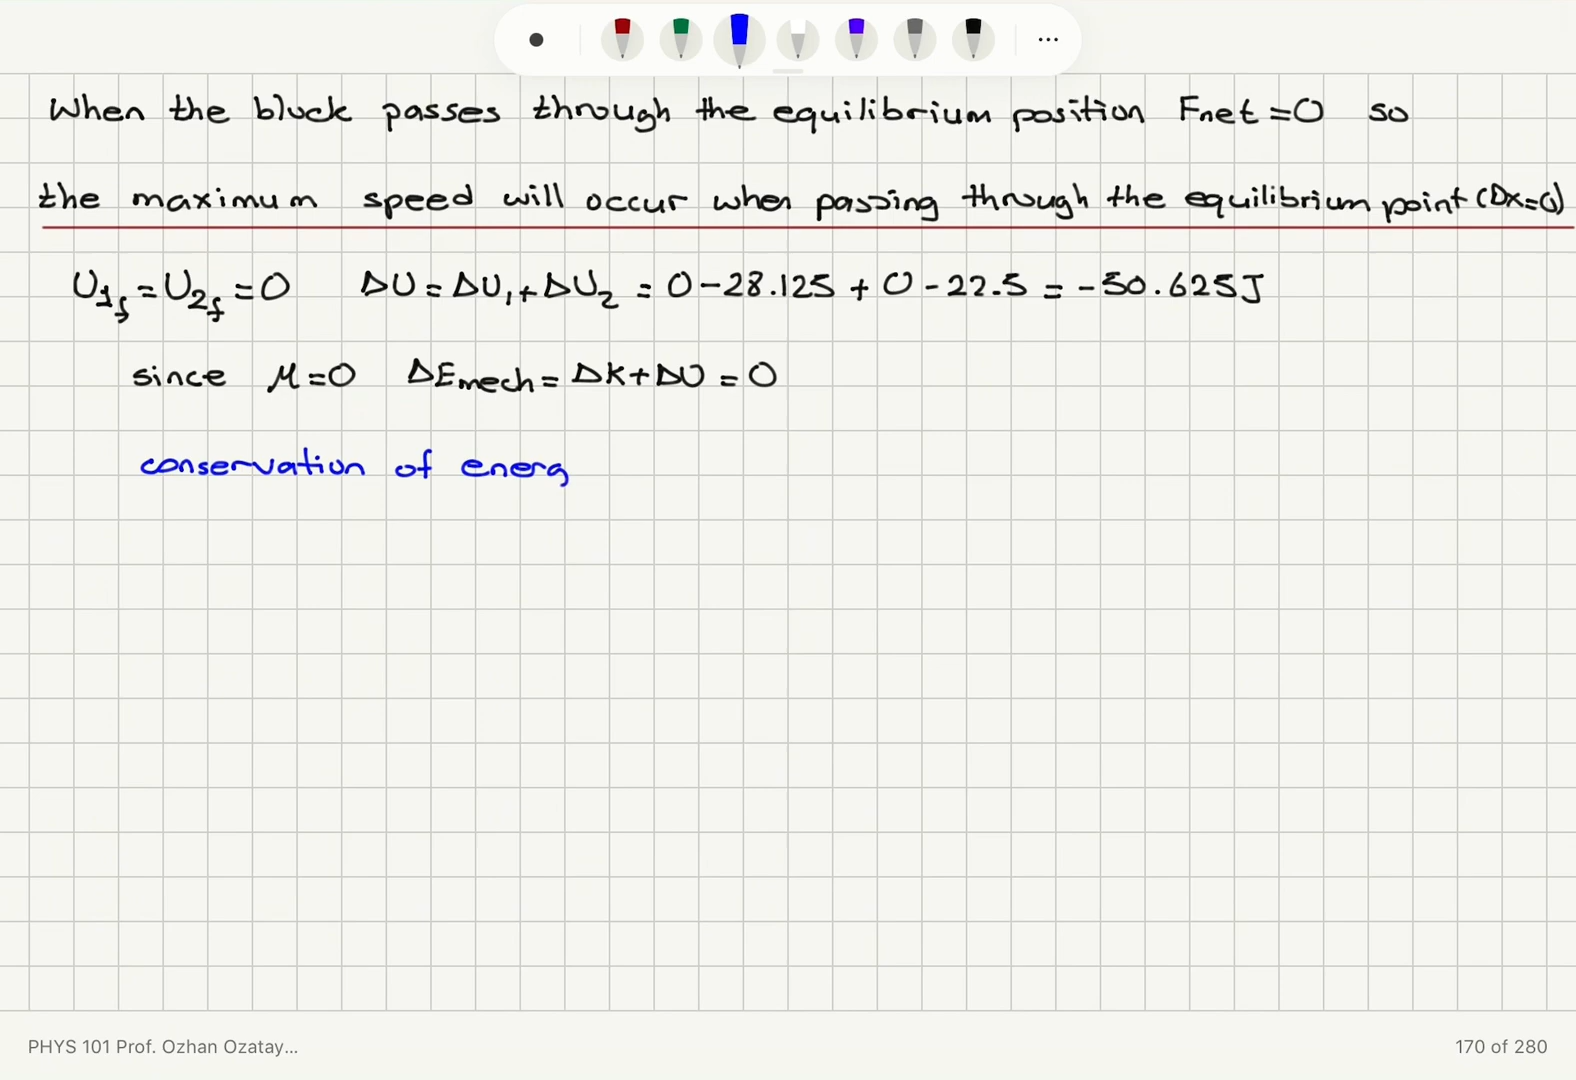 When the block passes through the equilibrium position Fnet = 0 so
the maximum speed will occur when passing through the equilibrium point (Dx=0)
U1f = U2f = 0 ΔU = ΔU1 + ΔU2 = 0 - 28.125 + 0 - 22.5 = -50.625J
since μ = 0 ΔEmech = ΔK + ΔU = 0
conservation of energ
PHYS 101 Prof. Ozhan Ozatay...
170 of 280